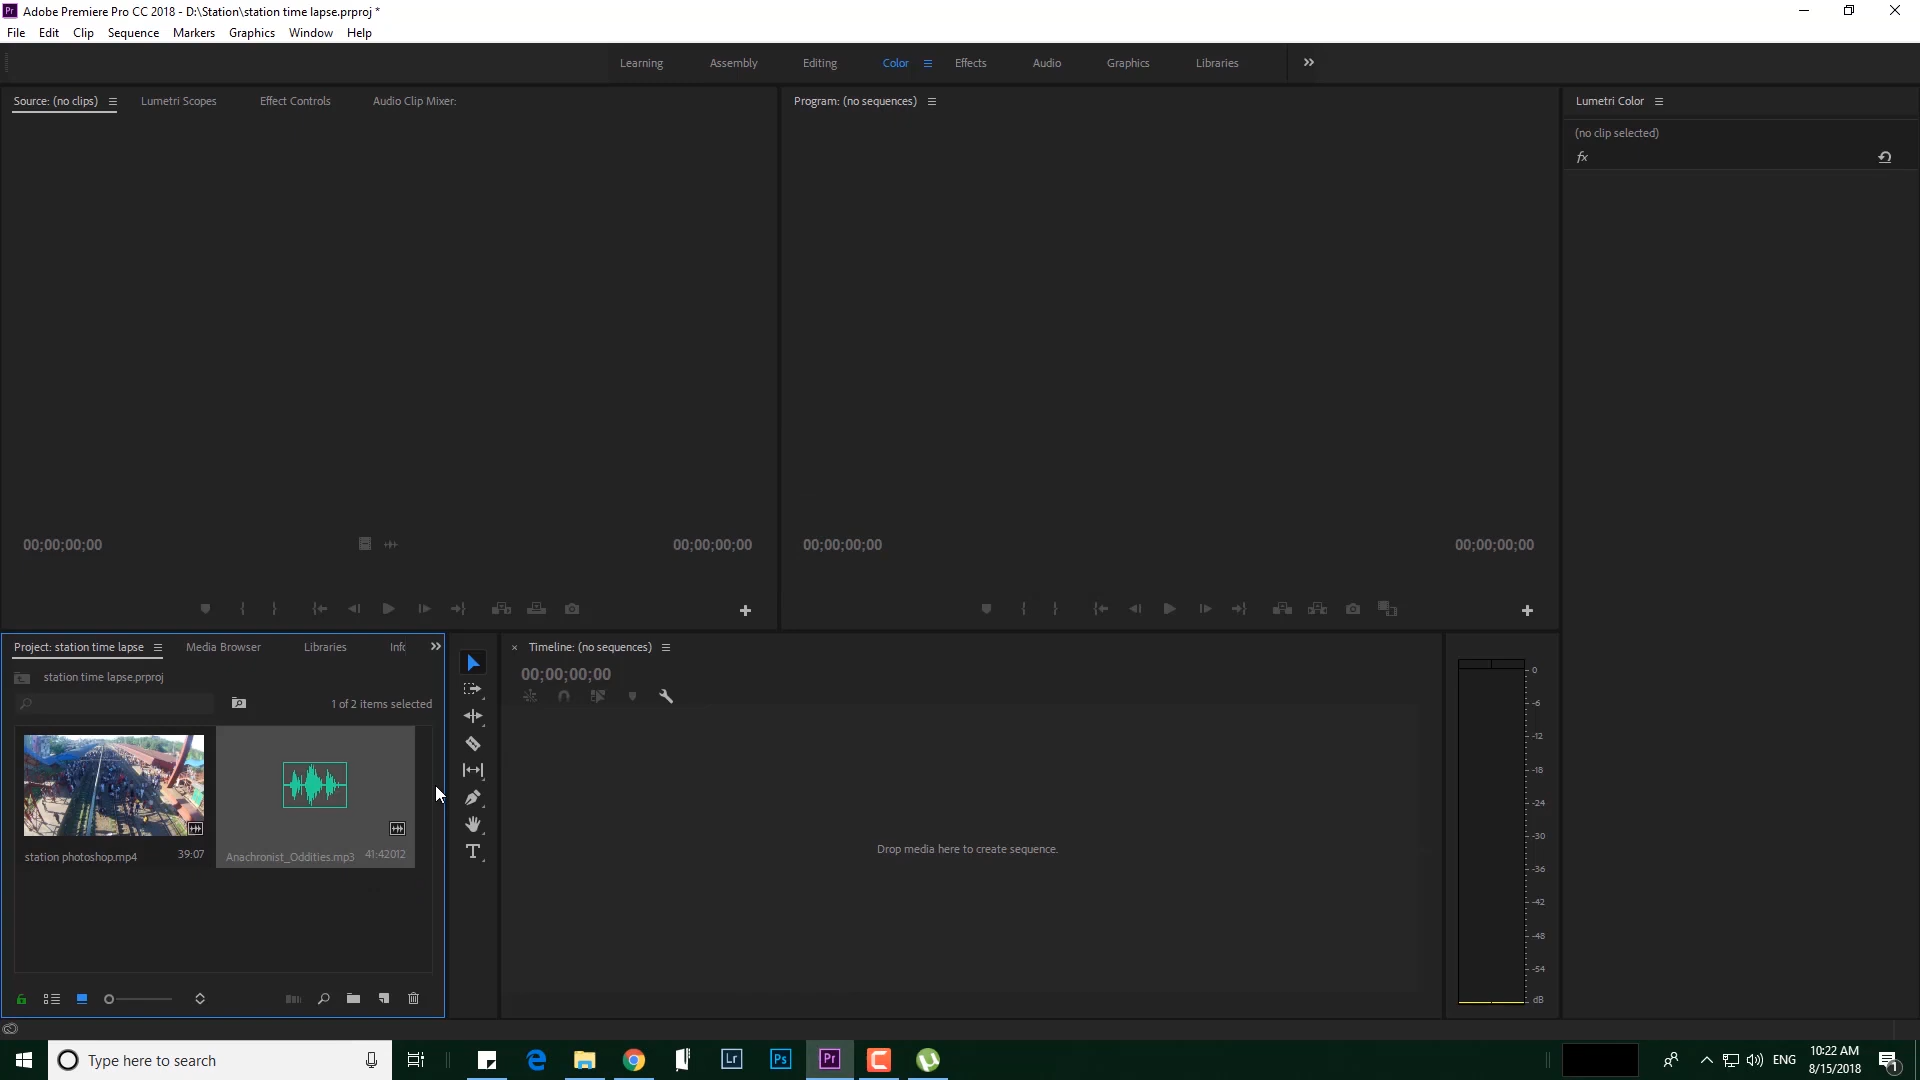 Adobe Premiere Pro CC 2018 - D:\Station\station time lapse.prproj *
File Edit Clip Sequence Markers Graphics Window Help
Learning Assembly Editing Color Effects Audio Graphics Libraries
Source: (no clips) Lumetri Scopes Effect Controls Audio Clip Mixer:
Program: (no sequences)
Lumetri Color
(no clip selected)
fx
00;00;00;00 00;00;00;00
00;00;00;00 00;00;00;00
Project: station time lapse Media Browser Libraries Info
station time lapse.prproj
1 of 2 items selected
station photoshop.mp4 39:07
Anachronist_Oddities.mp3 41:42012
Timeline: (no sequences)
00;00;00;00
Drop media here to create sequence.
0
-6
-12
-18
-24
-30
-36
-42
-48
-54
dB
Type here to search
Lr
Ps
Pr
ENG
10:22 AM
8/15/2018
1